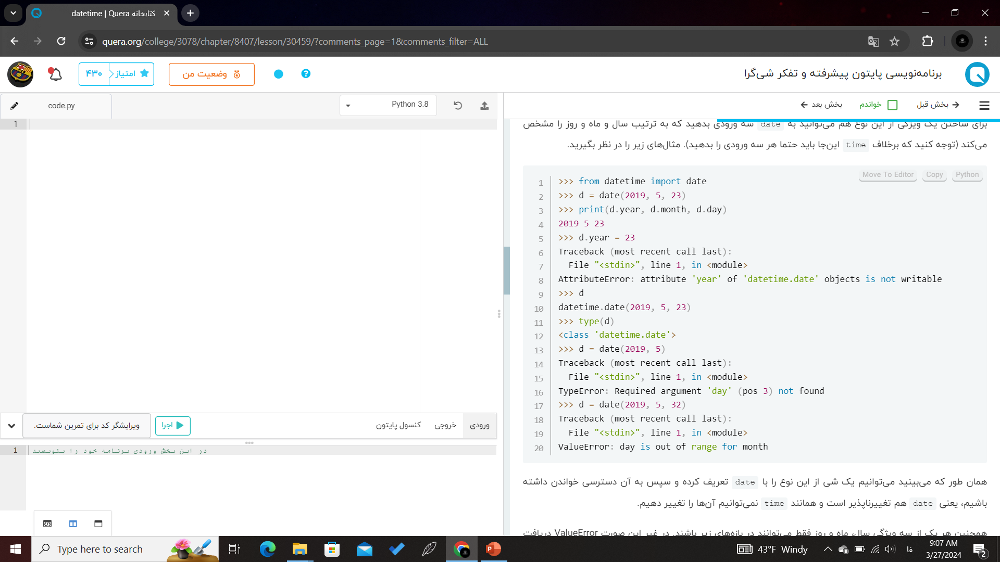 datetime | Quera کتابخانه
quera.org/college/3078/chapter/8407/lesson/30459/?comments_page=1&comments_filter=ALL
۴۳۰ امتیاز
وضعیت من
برنامه‌نویسی پایتون پیشرفته و تفکر شی‌گرا
code.py
Python 3.8
بخش قبل
خواندم
بخش بعد
1
برای ساختن یک ویژگی از این نوع هم می‌توانید به date سه ورودی بدهید که به ترتیب سال و ماه و روز را مشخص
می‌کند (توجه کنید که برخلاف time این‌جا باید حتما هر سه ورودی را بدهید). مثال‌های زیر را در نظر بگیرید.
Move To Editor Copy Python
1 >>> from datetime import date
2 >>> d = date(2019, 5, 23)
3 >>> print(d.year, d.month, d.day)
4 2019 5 23
5 >>> d.year = 23
6 Traceback (most recent call last):
7   File "<stdin>", line 1, in <module>
8 AttributeError: attribute 'year' of 'datetime.date' objects is not writable
9 >>> d
10 datetime.date(2019, 5, 23)
11 >>> type(d)
12 <class 'datetime.date'>
13 >>> d = date(2019, 5)
14 Traceback (most recent call last):
15   File "<stdin>", line 1, in <module>
16 TypeError: Required argument 'day' (pos 3) not found
17 >>> d = date(2019, 5, 32)
18 Traceback (most recent call last):
19   File "<stdin>", line 1, in <module>
20 ValueError: day is out of range for month
همان طور که می‌بینید می‌توانیم یک شی از این نوع را با date تعریف کرده و سپس به آن دسترسی خواندن داشته
باشیم، یعنی date هم تغییرناپذیر است و همانند time نمی‌توانیم آن‌ها را تغییر دهیم.
همچنین هر یک از سه ویژگی سال، ماه و روز فقط می‌توانند در بازه‌های زیر باشند. در غیر این صورت ValueError دریافت
ورودی
خروجی
کنسول پایتون
اجرا
ویرایشگر کد برای تمرین شماست.
1 در این بخش ورودی برنامه خود را بنویسید
Type here to search
43°F Windy
فا
9:07 AM
3/27/2024
2